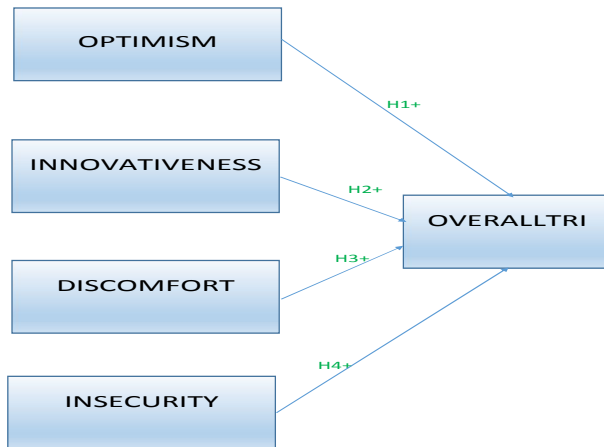 OPTIMISM
H1+
INNOVATIVENESS
H2+
OVERALLTRI
H3+
DISCOMFORT
H4+
INSECURITY